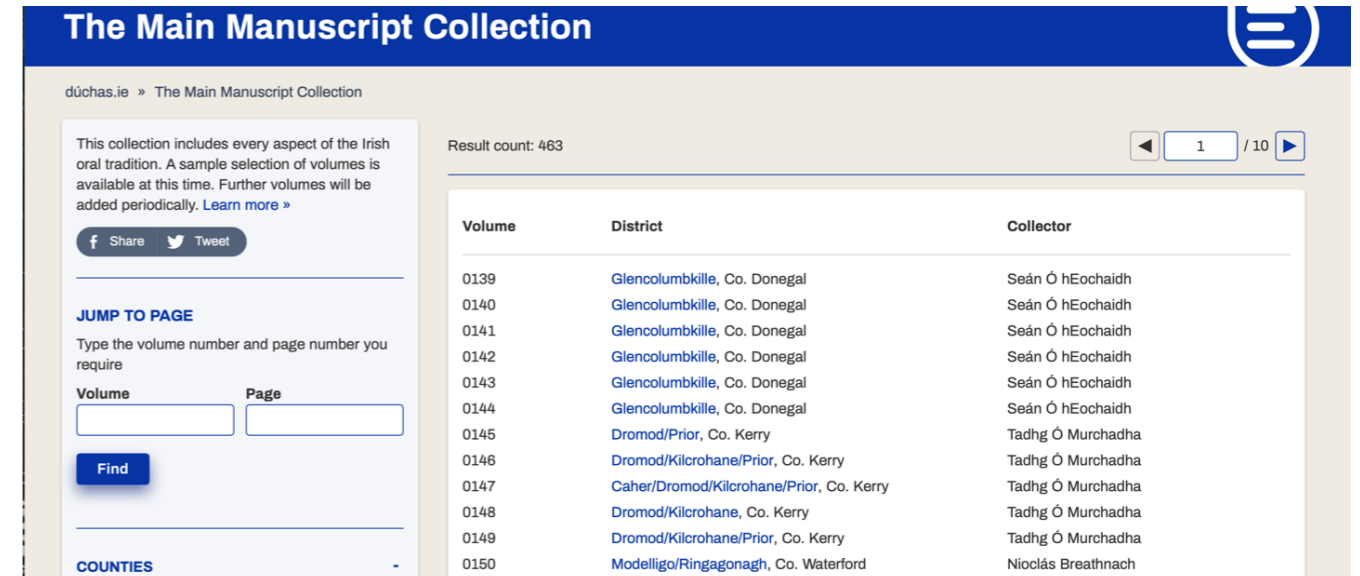 The Main Manuscript Collection
dúchas.ie » The Main Manuscript Collection
This collection includes every aspect of the Irish
oral tradition. A sample selection of volumes is
available at this time. Further volumes will be
added periodically. Learn more »
Share Tweet
JUMP TO PAGE
Type the volume number and page number you
require
Volume Page
Find
COUNTIES -
Result count: 463
1 / 10
Volume District Collector
0139 Glencolumbkille, Co. Donegal Seán Ó hEochaidh
0140 Glencolumbkille, Co. Donegal Seán Ó hEochaidh
0141 Glencolumbkille, Co. Donegal Seán Ó hEochaidh
0142 Glencolumbkille, Co. Donegal Seán Ó hEochaidh
0143 Glencolumbkille, Co. Donegal Seán Ó hEochaidh
0144 Glencolumbkille, Co. Donegal Seán Ó hEochaidh
0145 Dromod/Prior, Co. Kerry Tadhg Ó Murchadha
0146 Dromod/Kilcrohane/Prior, Co. Kerry Tadhg Ó Murchadha
0147 Caher/Dromod/Kilcrohane/Prior, Co. Kerry Tadhg Ó Murchadha
0148 Dromod/Kilcrohane, Co. Kerry Tadhg Ó Murchadha
0149 Dromod/Kilcrohane/Prior, Co. Kerry Tadhg Ó Murchadha
0150 Modelligo/Ringagonagh, Co. Waterford Nioclás Breathnach